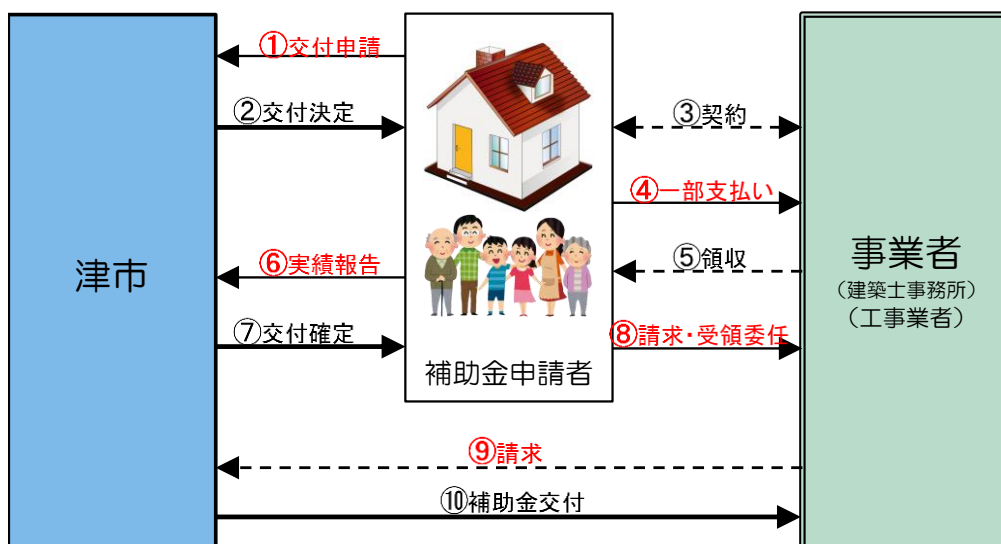 ①交付申請
②交付決定
③契約
④一部支払い
津市
⑥実績報告
⑤領収
事業者
（建築士事務所）
（工事業者）
⑦交付確定
⑧請求・受領委任
補助金申請者
⑨請求
⑩補助金交付